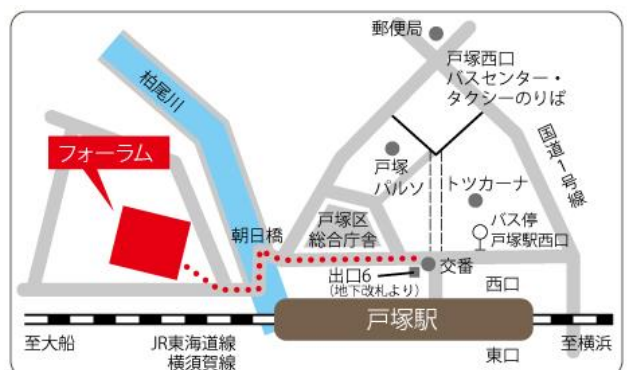 郵便局
戸塚西口
バスセンター・
タクシーのりば
柏尾川
国道1号線
フォーラム
戸塚
パルソ
トツカーナ
バス停
戸塚駅西口
戸塚区
総合庁舎
朝日橋
交番
出口6
(地下改札より)
西口
戸塚駅
至大船
JR東海道線
横須賀線
至横浜
東口